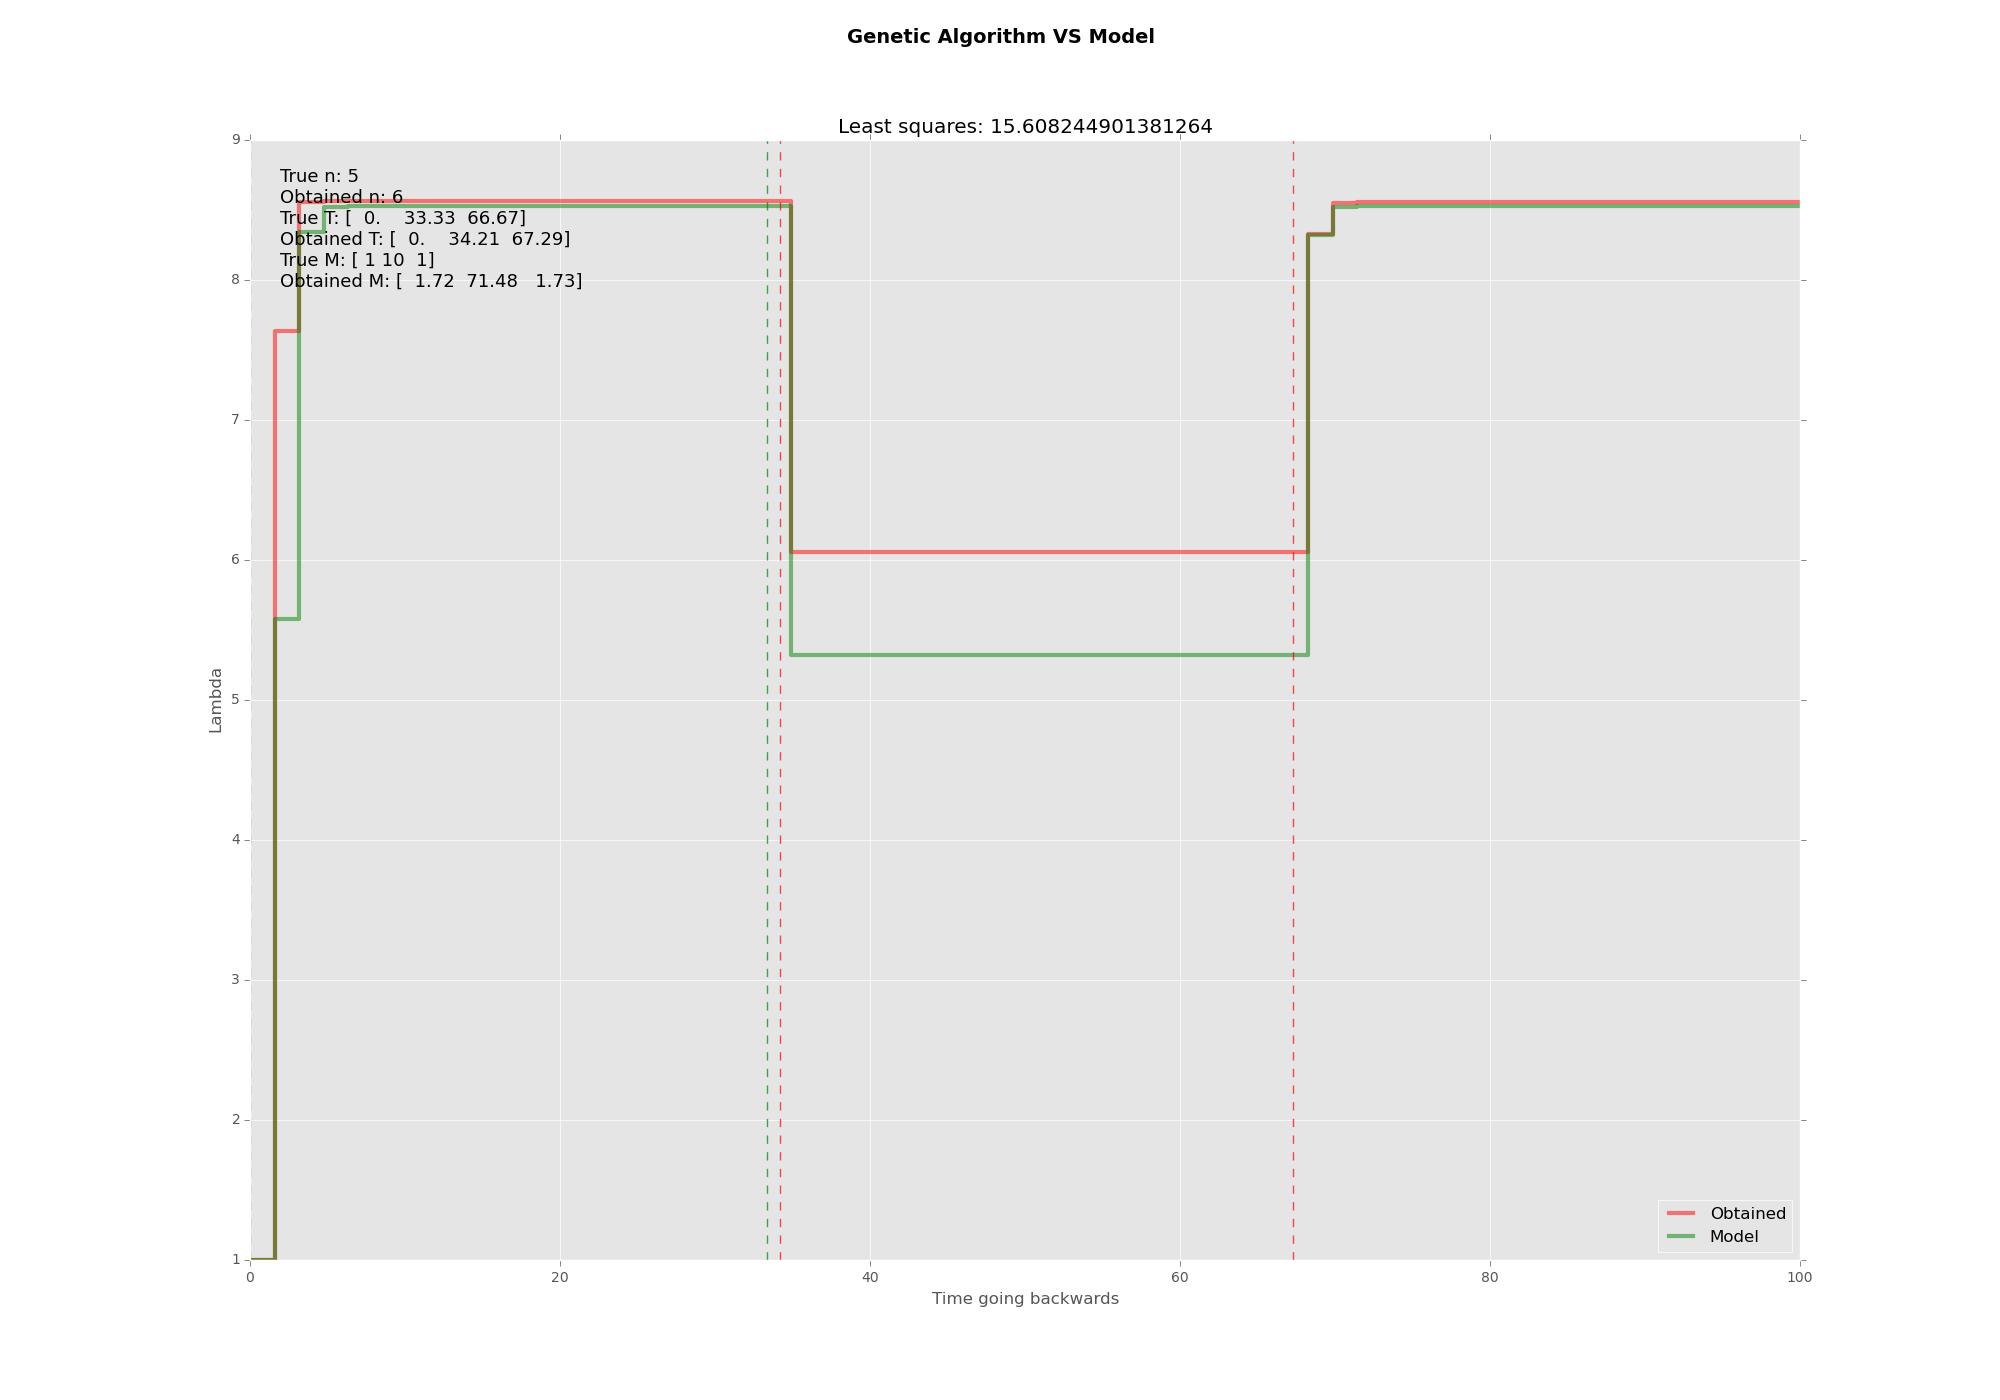 Genetic Algorithm VS Model
Least squares: 15.608244901381264
9
8
7
6
5
4
3
2
1
Lambda
True n: 5
Obtained n: 6
True T: [ 0. 33.33 66.67]
Obtained T: [ 0. 34.21 67.29]
True M: [ 1 10 1]
Obtained M: [ 1.72 71.48 1.73]
Obtained
Model
0 20 40 60 80 100
Time going backwards